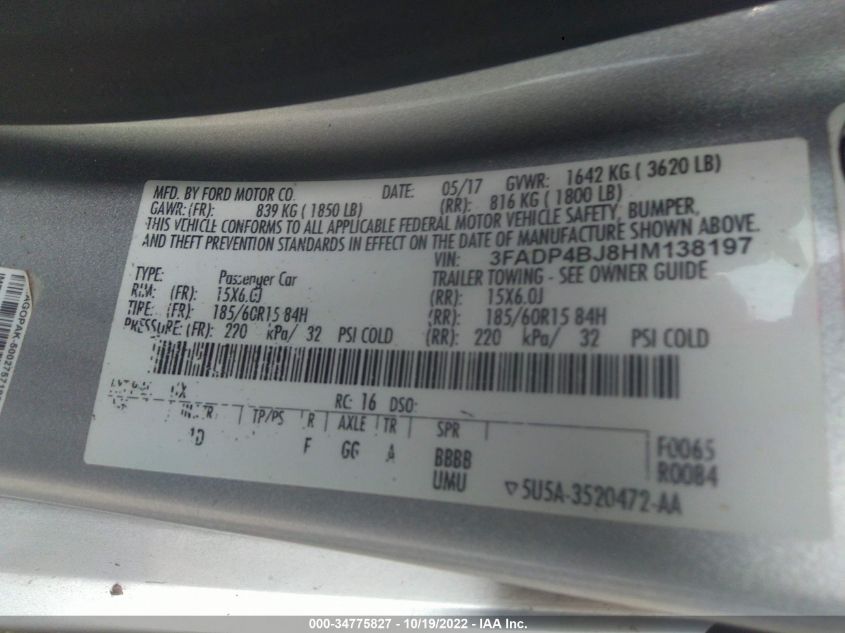 MFD. BY FORD MOTOR CO. DATE: 05/17 GVWR: 1642 KG ( 3620 LB)
GAWR: (FR): 839 KG ( 1850 LB) (RR): 816 KG ( 1800 LB)
THIS VEHICLE CONFORMS TO ALL APPLICABLE FEDERAL MOTOR VEHICLE SAFETY, BUMPER,
AND THEFT PREVENTION STANDARDS IN EFFECT ON THE DATE OF MANUFACTURE SHOWN ABOVE.
VIN: 3FADP4BJ8HM138197
TYPE: Passenger Car TRAILER TOWING - SEE OWNER GUIDE
RIM: (FR): 15X6.0J (RR): 15X6.0J
TIRE: (FR): 185/60R15 84H (RR): 185/60R15 84H
PRESSURE: (FR): 220 kPa/ 32 PSI COLD (RR): 220 kPa/ 32 PSI COLD
RC: 16 DSO:
TP/PS R AXLE TR SPR
F GG A BBBB
UMU
F0065
R0084
5U5A-3520472-AA
000-34775827 - 10/19/2022 - IAA Inc.